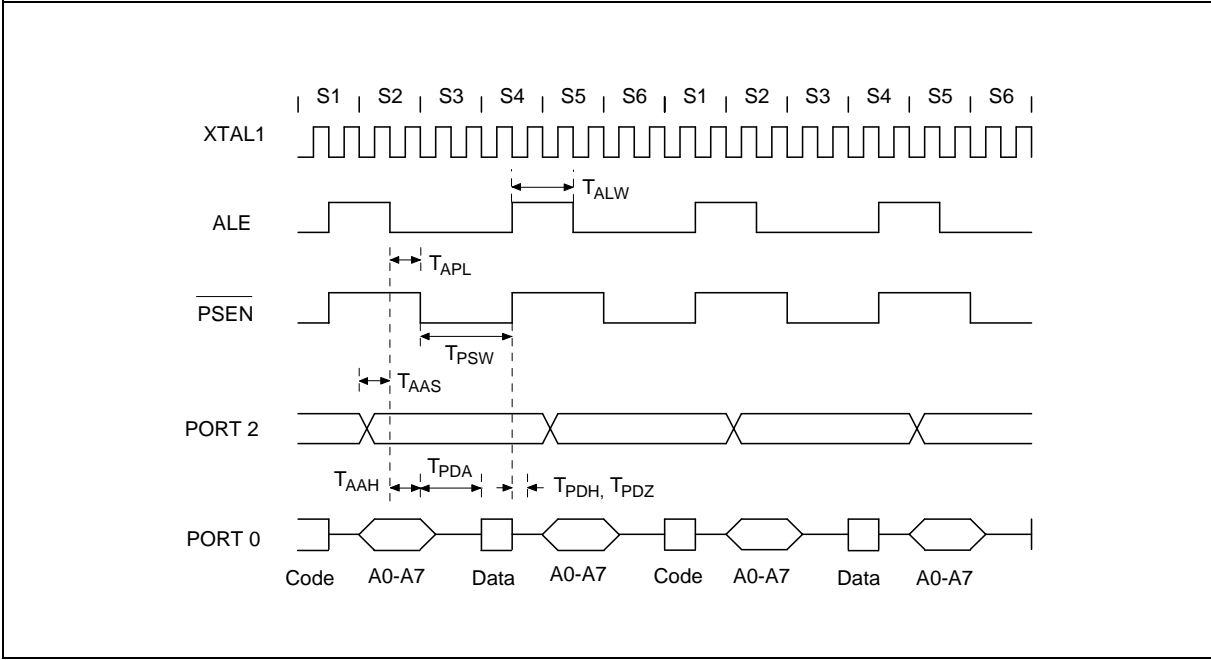 S1 S2 S3 S4 S5 S6 S1 S2 S3 S4 S5 S6
XTAL1
TALW
ALE
TAPL
PSEN
TPSW
TAAS
PORT 2
TAAH TPDA TPDH, TPDZ
PORT 0
Code A0-A7 Data A0-A7 Code A0-A7 Data A0-A7